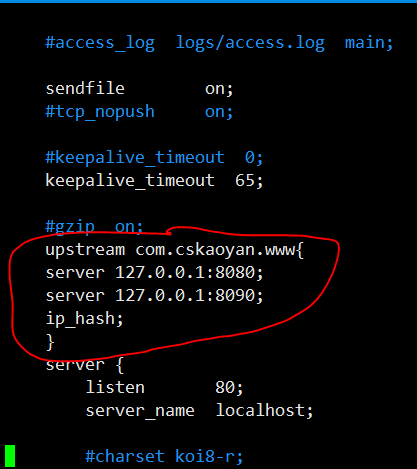 #access_log  logs/access.log  main;
sendfile        on;
#tcp_nopush     on;
#keepalive_timeout  0;
keepalive_timeout  65;
#gzip  on;
upstream com.cskaoyan.www{
server 127.0.0.1:8080;
server 127.0.0.1:8090;
ip_hash;
}
server {
listen       80;
server_name  localhost;
#charset koi8-r;